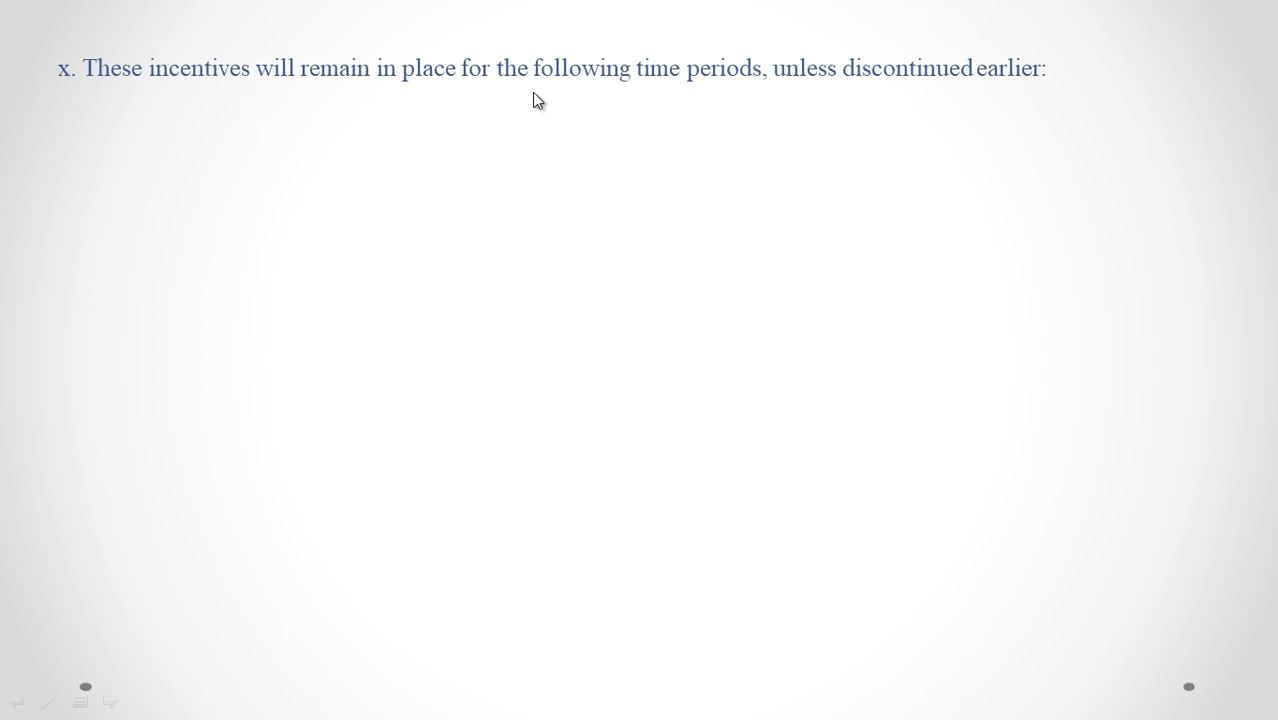 x. These incentives will remain in place for the following time periods, unless discontinued earlier: